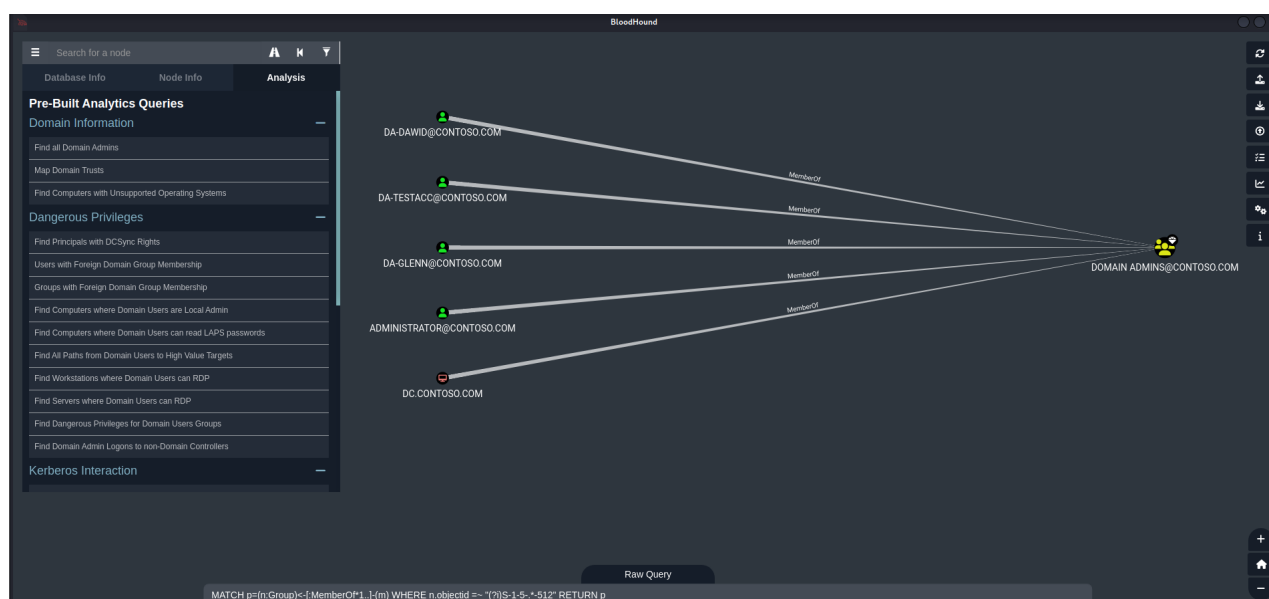 BloodHound
Search for a node
Database Info Node Info Analysis
Pre-Built Analytics Queries
Domain Information
Find all Domain Admins
Map Domain Trusts
Find Computers with Unsupported Operating Systems
Dangerous Privileges
Find Principals with DCSync Rights
Users with Foreign Domain Group Membership
Groups with Foreign Domain Group Membership
Find Computers where Domain Users are Local Admin
Find Computers where Domain Users can read LAPS passwords
Find All Paths from Domain Users to High Value Targets
Find Workstations where Domain Users can RDP
Find Servers where Domain Users can RDP
Find Dangerous Privileges for Domain Users Groups
Find Domain Admin Logons to non-Domain Controllers
Kerberos Interaction
DA-DAWID@CONTOSO.COM
MemberOf
DA-TESTACC@CONTOSO.COM
MemberOf
DA-GLENN@CONTOSO.COM
MemberOf
ADMINISTRATOR@CONTOSO.COM
MemberOf
DC.CONTOSO.COM
MemberOf
DOMAIN ADMINS@CONTOSO.COM
Raw Query
MATCH p=(n:Group)<-[:MemberOf*1..]-(m) WHERE n.objectid =~ "(?i)S-1-5-.*-512" RETURN p